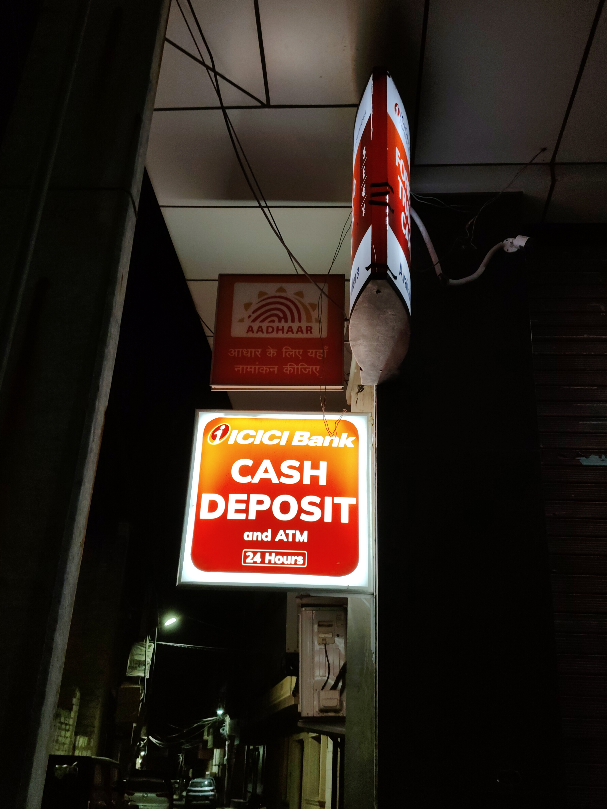 AADHAAR
आधार के लिए यहाँ
नामांकन कीजिए
ICICI Bank
CASH
DEPOSIT
and ATM
24 Hours